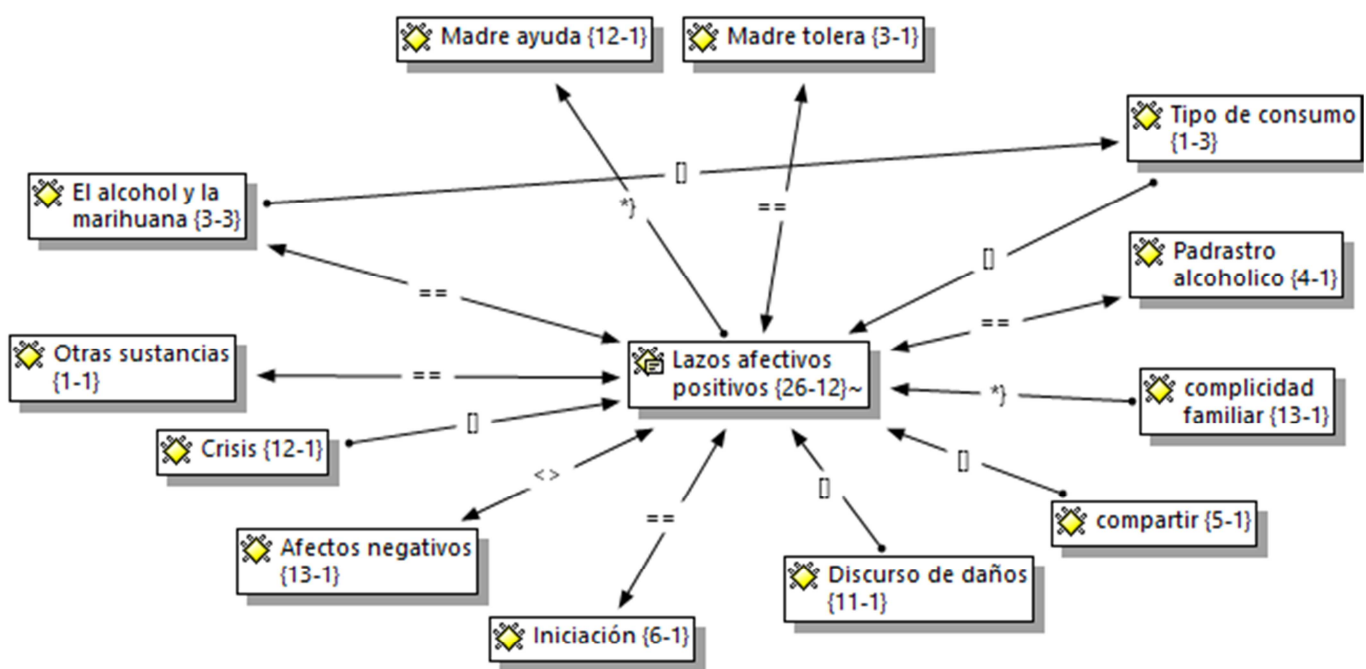 Madre ayuda {12-1}
Madre tolera {3-1}
Tipo de consumo
{1-3}
[]
El alcohol y la
marihuana {3-3}
*}
==
[]
Padrastro
alcoholico {4-1}
==
==
Otras sustancias
{1-1}
==
Lazos afectivos
positivos {26-12}~
*}
complicidad
familiar {13-1}
[]
Crisis {12-1}
[]
<>
[]
==
compartir {5-1}
Afectos negativos
{13-1}
Discurso de daños
{11-1}
Iniciación {6-1}